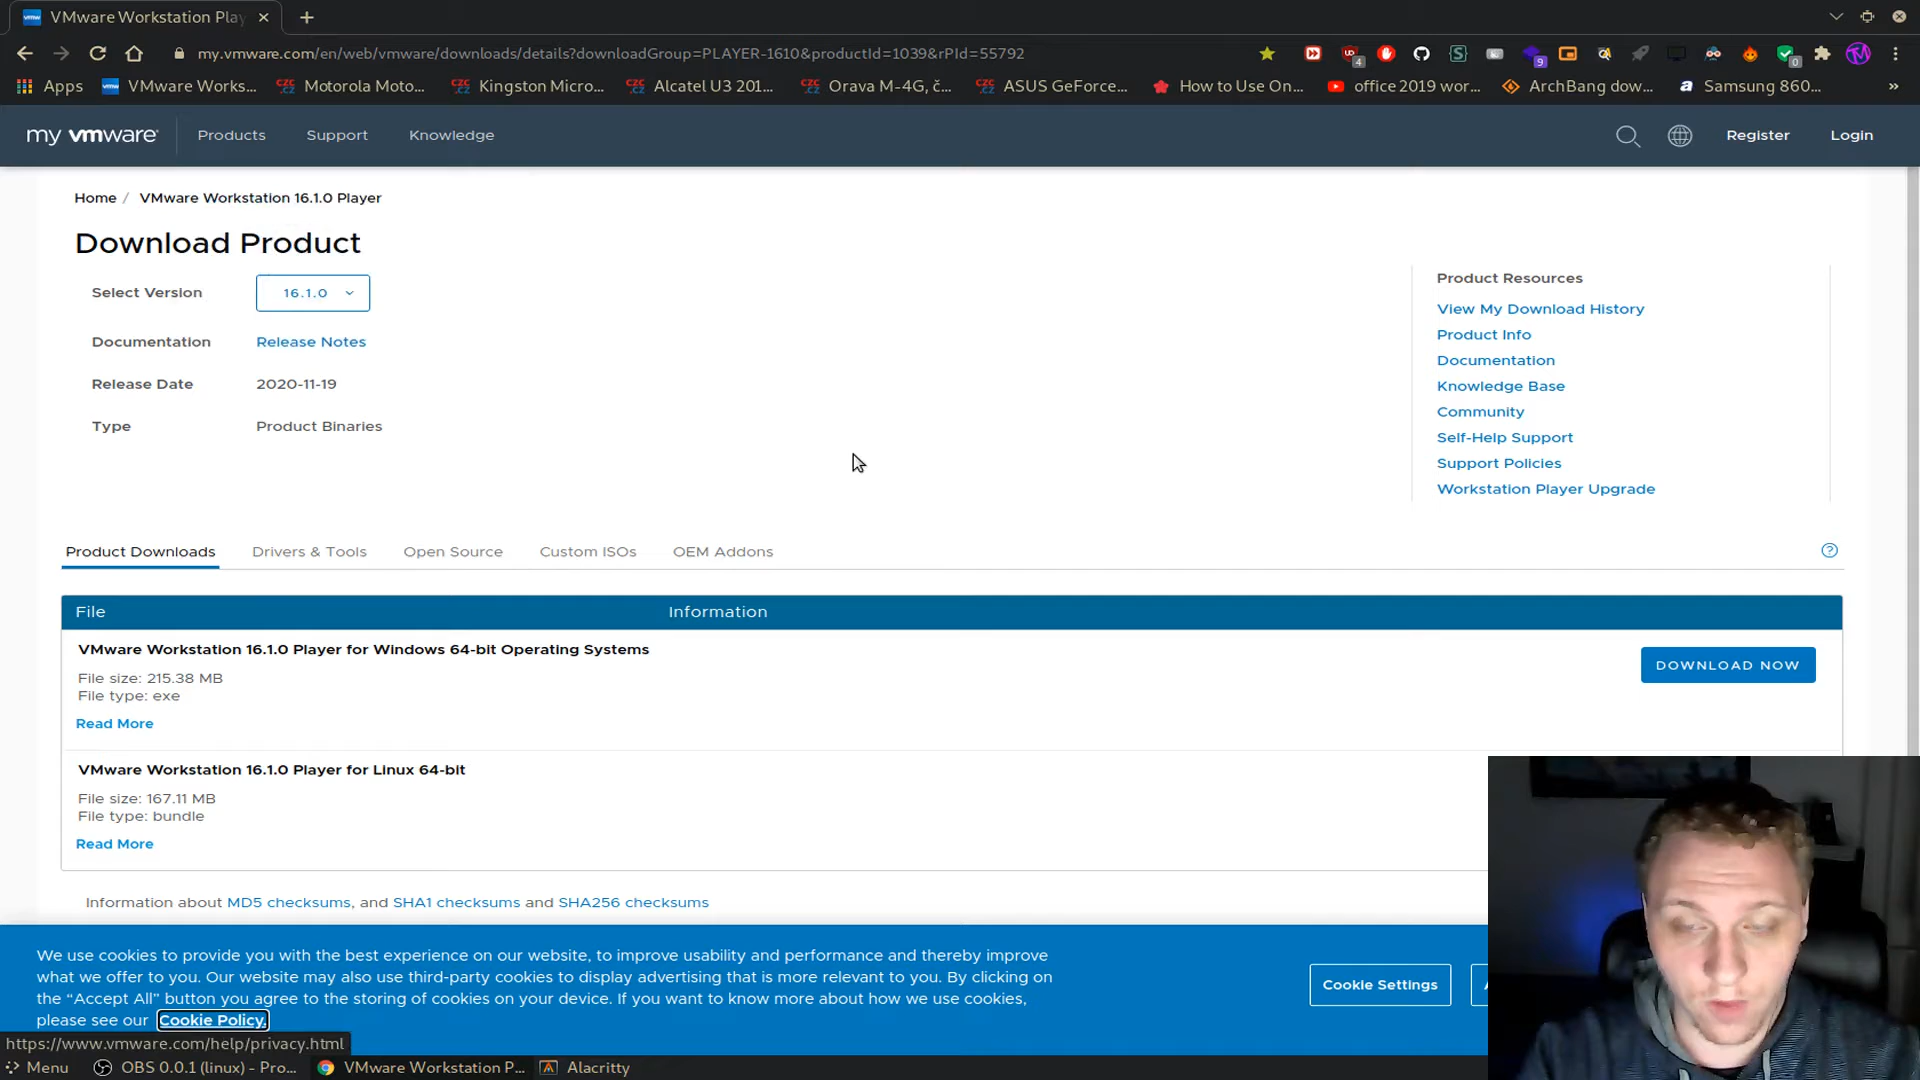 VMware Workstation Play
my.vmware.com/en/web/vmware/downloads/details?downloadGroup=PLAYER-1610&productId=1039&rPId=55792
4
9
0
Apps VMware Works... Motorola Moto... Kingston Micro... Alcatel U3 201... Orava M-4G, č... ASUS GeForce... How to Use On... office 2019 wor... ArchBang dow... Samsung 860... »
my vmware Products Support Knowledge Register Login
Home / VMware Workstation 16.1.0 Player
Download Product
Select Version 16.1.0
Documentation Release Notes
Release Date 2020-11-19
Type Product Binaries
Product Resources
View My Download History
Product Info
Documentation
Knowledge Base
Community
Self-Help Support
Support Policies
Workstation Player Upgrade
Product Downloads Drivers & Tools Open Source Custom ISOs OEM Addons
File Information
VMware Workstation 16.1.0 Player for Windows 64-bit Operating Systems
File size: 215.38 MB
File type: exe
Read More
DOWNLOAD NOW
VMware Workstation 16.1.0 Player for Linux 64-bit
File size: 167.11 MB
File type: bundle
Read More
Information about MD5 checksums, and SHA1 checksums and SHA256 checksums
We use cookies to provide you with the best experience on our website, to improve usability and performance and thereby improve
what we offer to you. Our website may also use third-party cookies to display advertising that is more relevant to you. By clicking on
the “Accept All” button you agree to the storing of cookies on your device. If you want to know more about how we use cookies,
please see our Cookie Policy.
Cookie Settings
https://www.vmware.com/help/privacy.html
Menu OBS 0.0.1 (linux) - Pro... VMware Workstation P... Alacritty